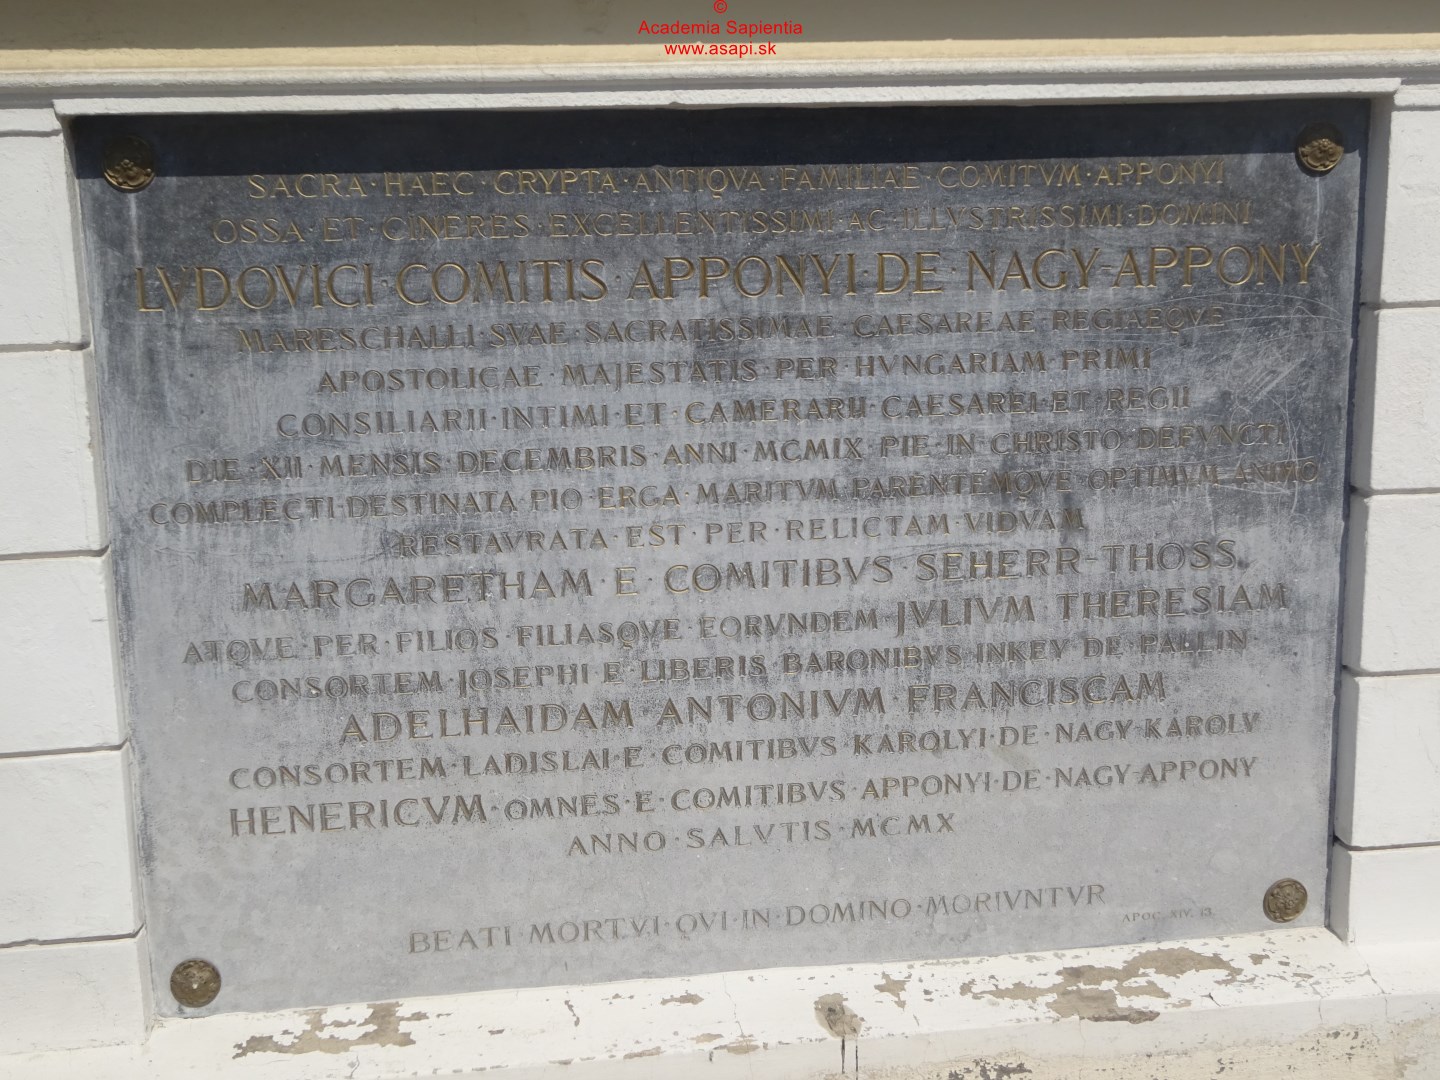 ©
Academia Sapientia
www.asapi.sk
SACRA·HAEC·CRYPTA·ANTIQVA·FAMILIAE·COMITVM·APPONYI
OSSA·ET·CINERES·EXCELLENTISSIMI·AC·ILLVSTRISSIMI·DOMINI
LVDOVICI·COMITIS·APPONYI·DE·NAGY-APPONY
MARESCHALLI·SVAE·SACRATISSIMAE·CAESAREAE·REGIAEQVE
APOSTOLICAE·MAJESTATIS·PER·HVNGARIAM·PRIMI
CONSILIARII·INTIMI·ET·CAMERARII·CAESAREI·ET·REGII
DIE·XII·MENSIS·DECEMBRIS·ANNI·MCMIX·PIE·IN·CHRISTO·DEFVNCTI
COMPLECTI·DESTINATA·PIO·ERGA·MARITVM·PARENTEMQVE·OPTIMVM·ANIMO
RESTAVRATA·EST·PER·RELICTAM·VIDVAM
MARGARETHAM·E·COMITIBVS·SEHERR-THOSS·
ATQVE·PER·FILIOS·FILIASQVE·EORVNDEM·JVLIVM·THERESIAM
CONSORTEM·JOSEPHI·E·LIBERIS·BARONIBVS·INKEY·DE·PALLIN·
ADELHAIDAM·ANTONIVM·FRANCISCAM·
CONSORTEM·LADISLAI·E·COMITIBVS·KAROLYI·DE·NAGY-KAROLY
HENERICVM·OMNES·E·COMITIBVS·APPONYI·DE·NAGY-APPONY
ANNO·SALVTIS·MCMX
BEATI·MORTVI·QVI·IN·DOMINO·MORIVNTVR
APOC. XIV. 13.